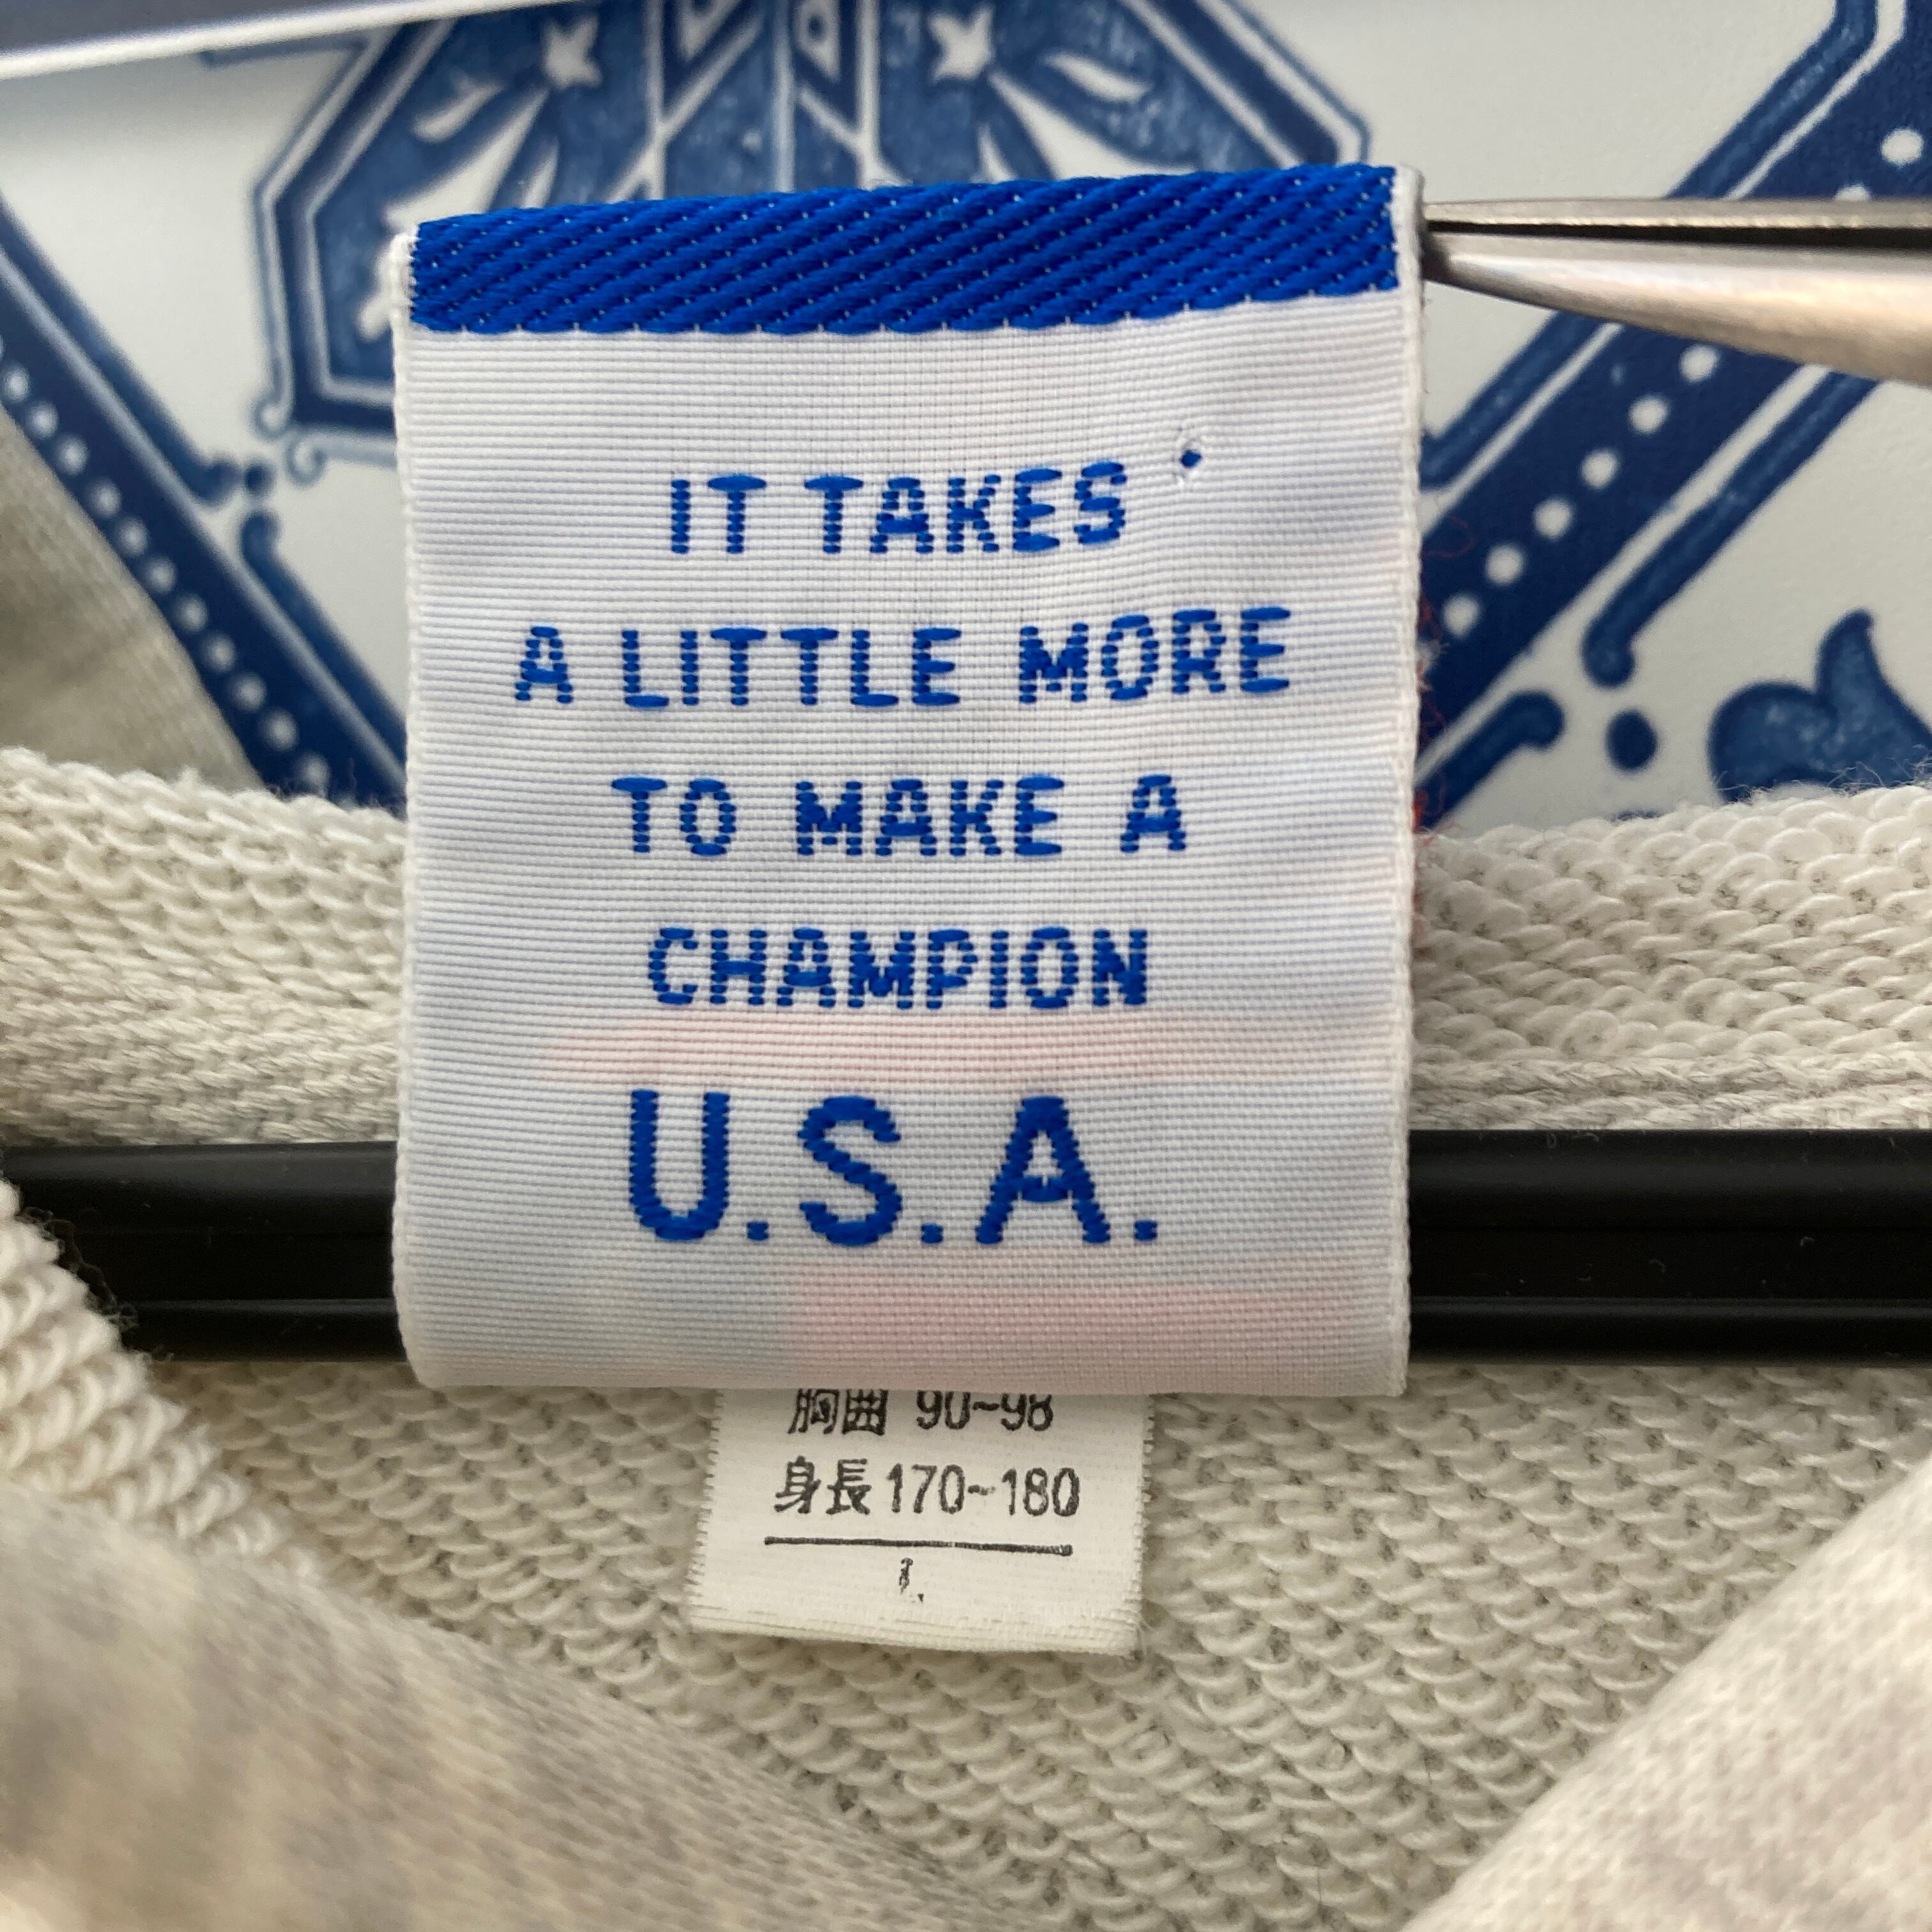 IT TAKES
A LITTLE MORE
TO MAKE A
CHAMPION
U.S.A.
胸囲 90~98
身長 170~180
L